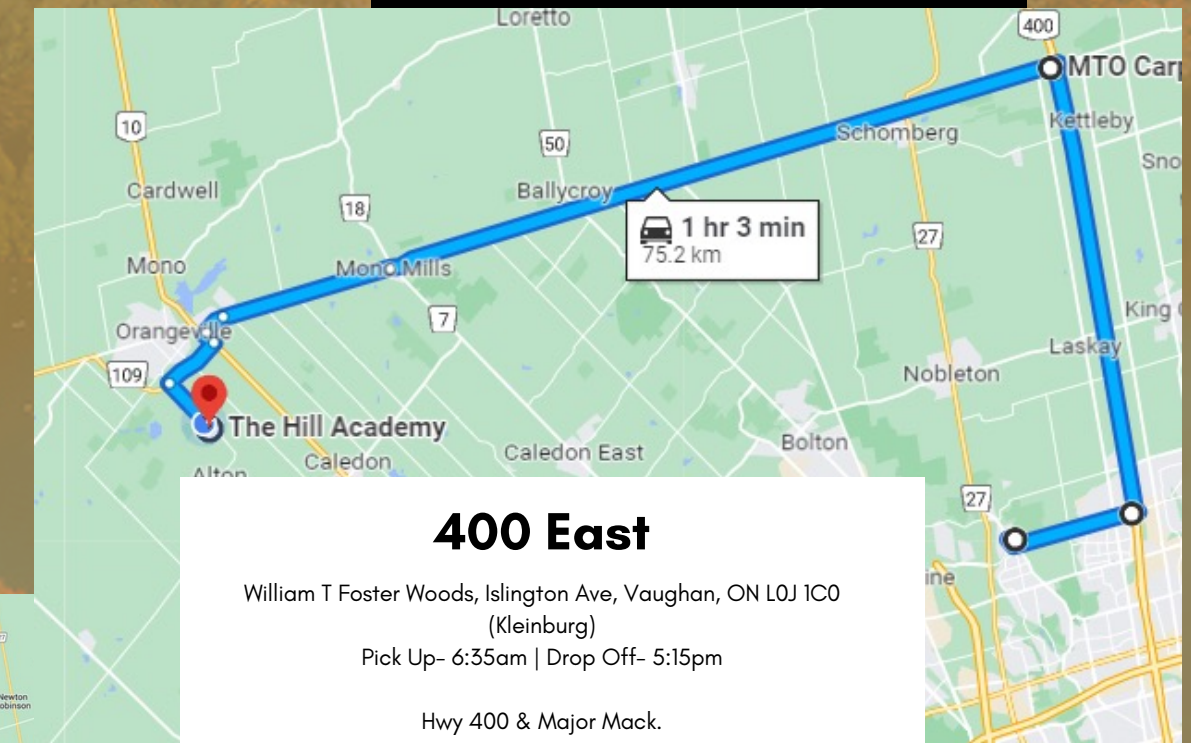 Loretto
400
MTO Carp
10
Kettleby
50
Schomberg
Sno
Cardwell
Ballycroy
18
1 hr 3 min
75.2 km
27
Mono
Mono Mills
7
King
Orangeville
Laskay
109
Nobleton
The Hill Academy
Bolton
Caledon East
Alton
Caledon
27
400 East
William T Foster Woods, Islington Ave, Vaughan, ON L0J 1C0
(Kleinburg)
Pick Up- 6:35am | Drop Off- 5:15pm
Hwy 400 & Major Mack.
ine
Newton
obinson